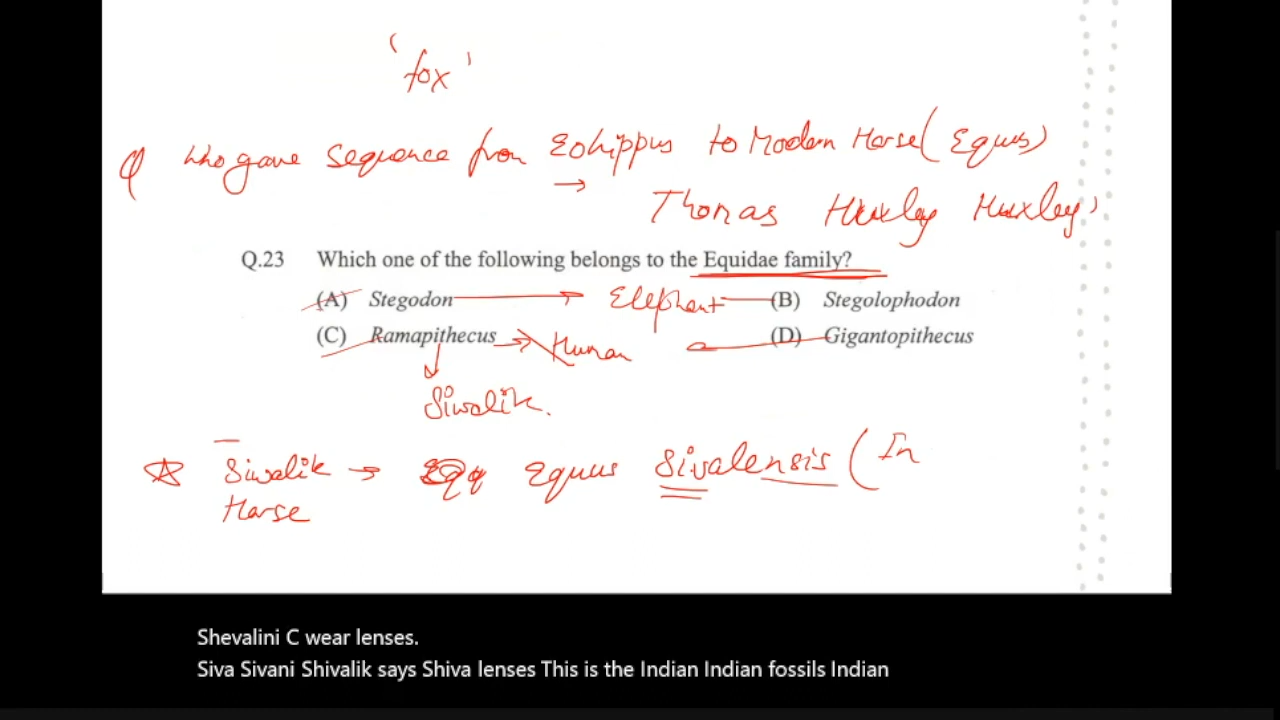 'fox'
Q who gave sequence from Eohippus to Modern Horse (Equus)
→ Thomas Huxley Huxley'
Q.23 Which one of the following belongs to the Equidae family?
(A) Stegodon → Elephant (B) Stegolophodon
(C) Ramapithecus → Human (D) Gigantopithecus
Siwalik.
Siwalik → Eq Equus Sivalensis (In
Horse
Shevalini C wear lenses.
Siva Sivani Shivalik says Shiva lenses This is the Indian Indian fossils Indian